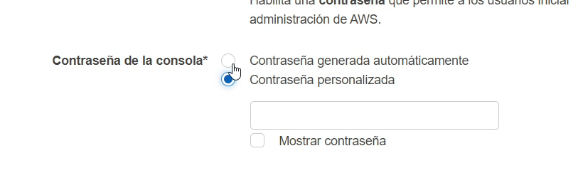 Habilita una contraseña que permite a los usuarios iniciar
administración de AWS.
Contraseña de la consola*
Contraseña generada automáticamente
Contraseña personalizada
Mostrar contraseña